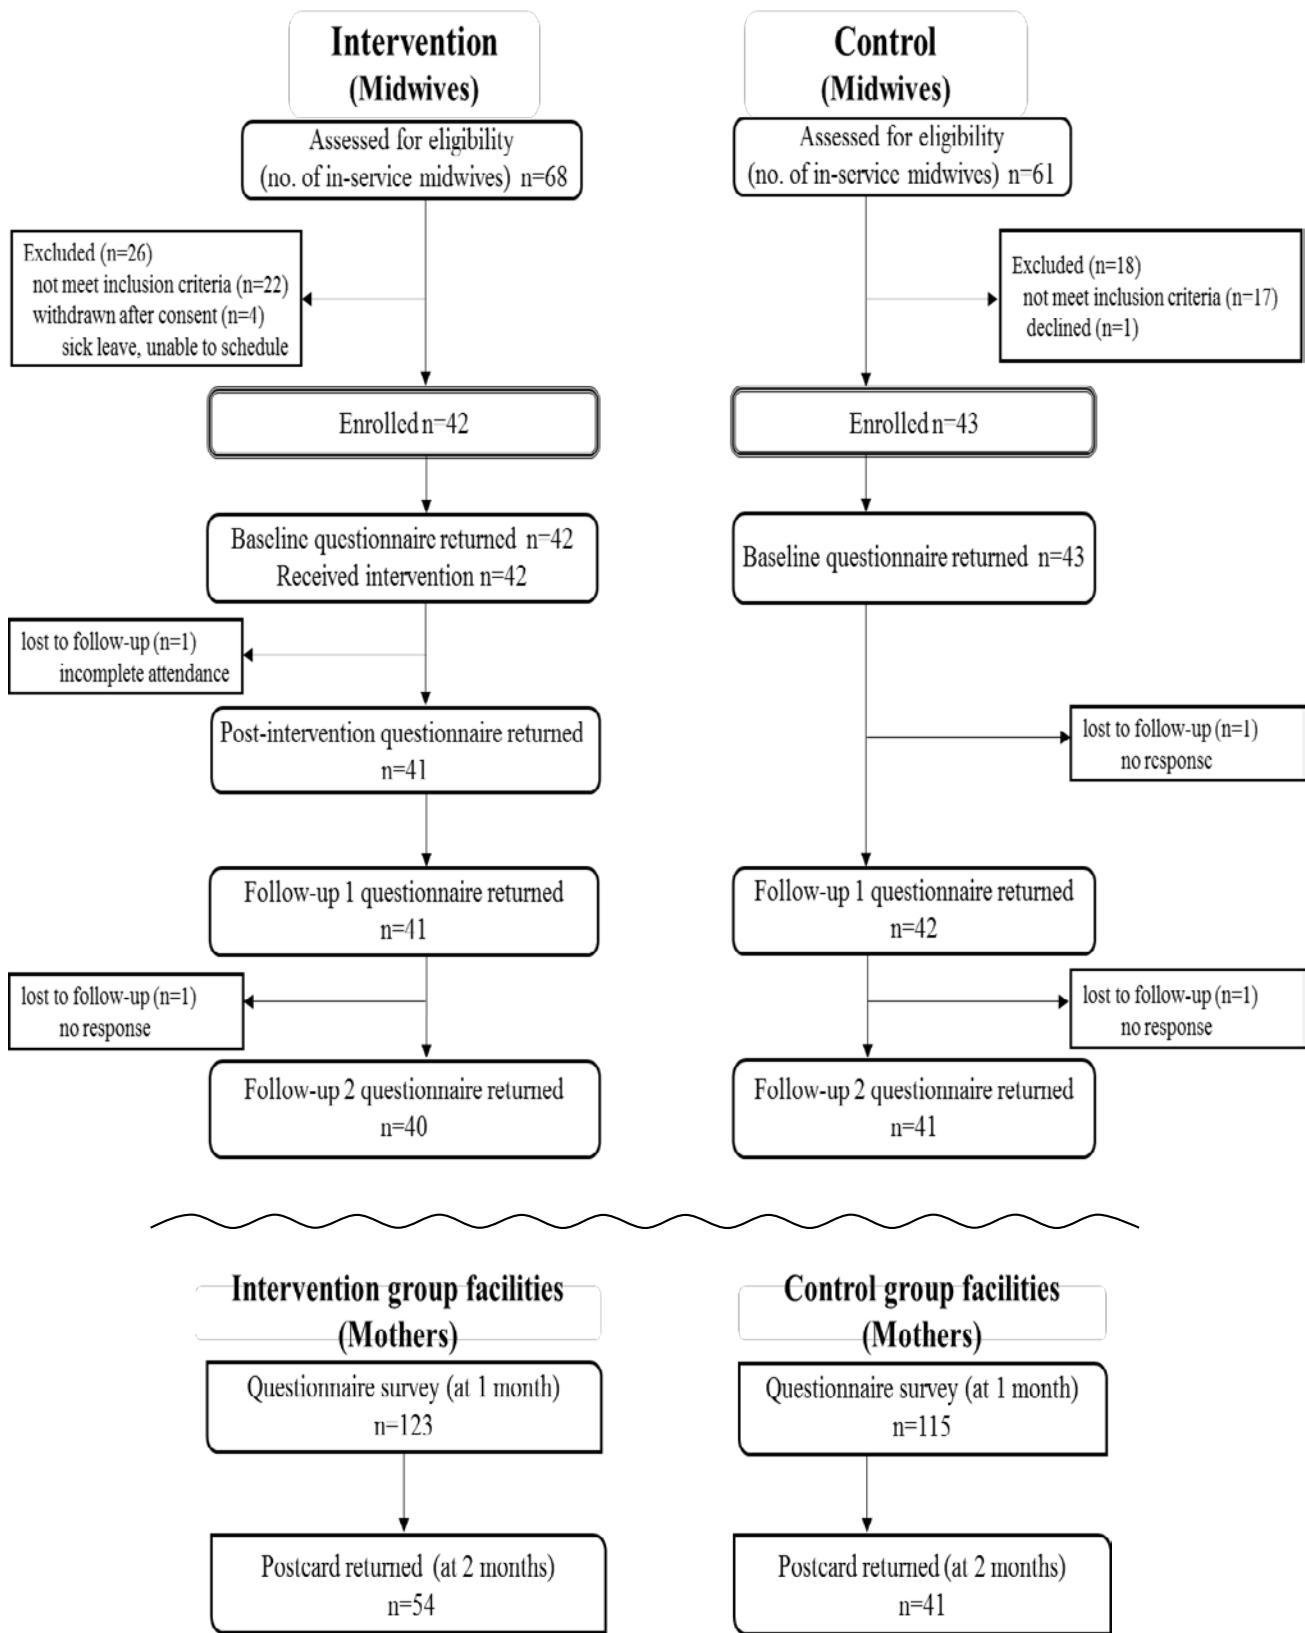 Intervention
(Midwives)
Assessed for eligibility
(no. of in-service midwives) n=68
Excluded (n=26)
not meet inclusion criteria (n=22)
withdrawn after consent (n=4)
sick leave, unable to schedule
Enrolled n=42
Baseline questionnaire returned n=42
Received intervention n=42
lost to follow-up (n=1)
incomplete attendance
Post-intervention questionnaire returned
n=41
Follow-up 1 questionnaire returned
n=41
lost to follow-up (n=1)
no response
Follow-up 2 questionnaire returned
n=40
Control
(Midwives)
Assessed for eligibility
(no. of in-service midwives) n=61
Excluded (n=18)
not meet inclusion criteria (n=17)
declined (n=1)
Enrolled n=43
Baseline questionnaire returned n=43
lost to follow-up (n=1)
no response
Follow-up 1 questionnaire returned
n=42
lost to follow-up (n=1)
no response
Follow-up 2 questionnaire returned
n=41
Intervention group facilities
(Mothers)
Questionnaire survey (at 1 month)
n=123
Postcard returned (at 2 months)
n=54
Control group facilities
(Mothers)
Questionnaire survey (at 1 month)
n=115
Postcard returned (at 2 months)
n=41